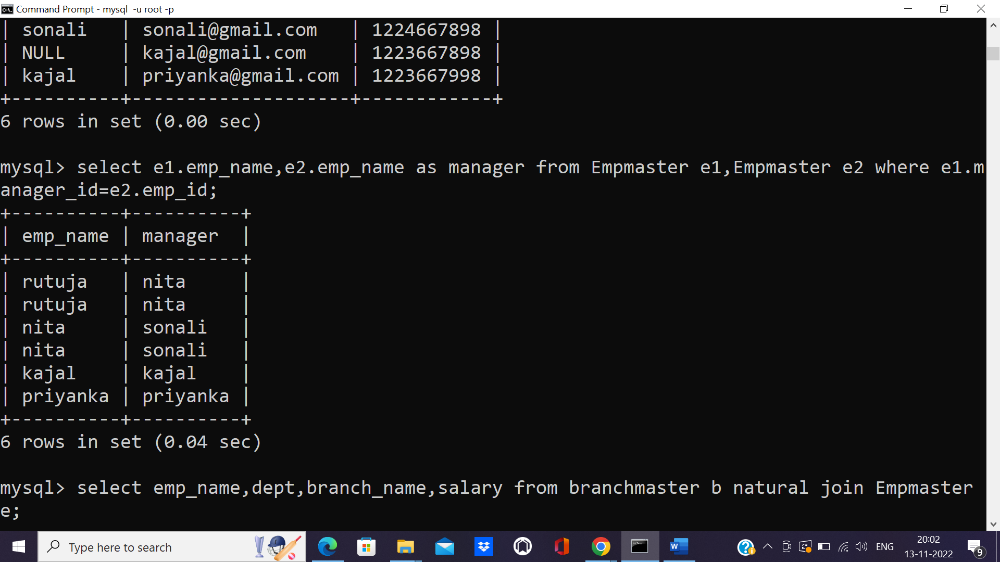 Command Prompt - mysql  -u root -p
| sonali   | sonali@gmail.com   | 1224667898 |
| NULL     | kajal@gmail.com    | 1223667898 |
| kajal    | priyanka@gmail.com | 1223667998 |
+----------+--------------------+------------+
6 rows in set (0.00 sec)
mysql> select e1.emp_name,e2.emp_name as manager from Empmaster e1,Empmaster e2 where e1.m
anager_id=e2.emp_id;
+----------+----------+
| emp_name | manager  |
+----------+----------+
| rutuja   | nita     |
| rutuja   | nita     |
| nita     | sonali   |
| nita     | sonali   |
| kajal    | kajal    |
| priyanka | priyanka |
+----------+----------+
6 rows in set (0.04 sec)
mysql> select emp_name,dept,branch_name,salary from branchmaster b natural join Empmaster
e;
Type here to search
ENG
20:02
13-11-2022
9